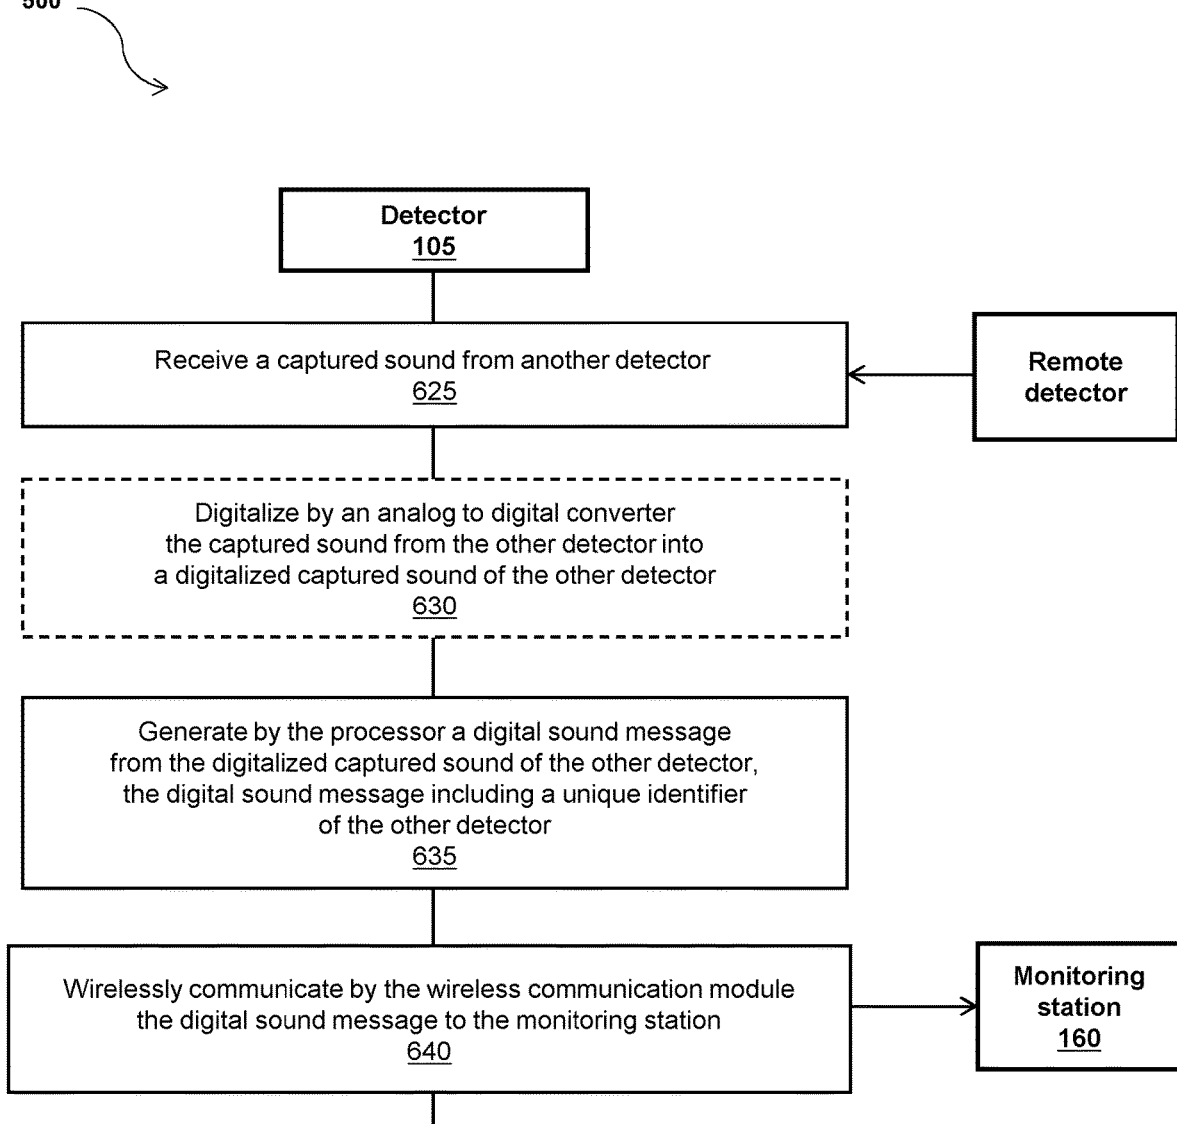 500
Detector
105
Receive a captured sound from another detector
625
Remote
detector
Digitalize by an analog to digital converter
the captured sound from the other detector into
a digitalized captured sound of the other detector
630
Generate by the processor a digital sound message
from the digitalized captured sound of the other detector,
the digital sound message including a unique identifier
of the other detector
635
Wirelessly communicate by the wireless communication module
the digital sound message to the monitoring station
640
Monitoring
station
160